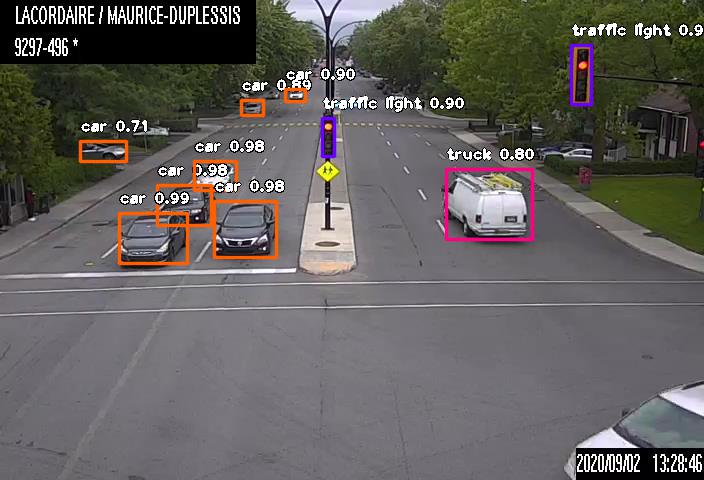 LACORDAIRE / MAURICE-DUPLESSIS
9297-496 *
traffic light 0.9
car 0.90
car 0.89
traffic light 0.90
car 0.71
car 0.98
truck 0.80
car 0.98
car 0.98
car 0.99
2020/09/02 13:28:46